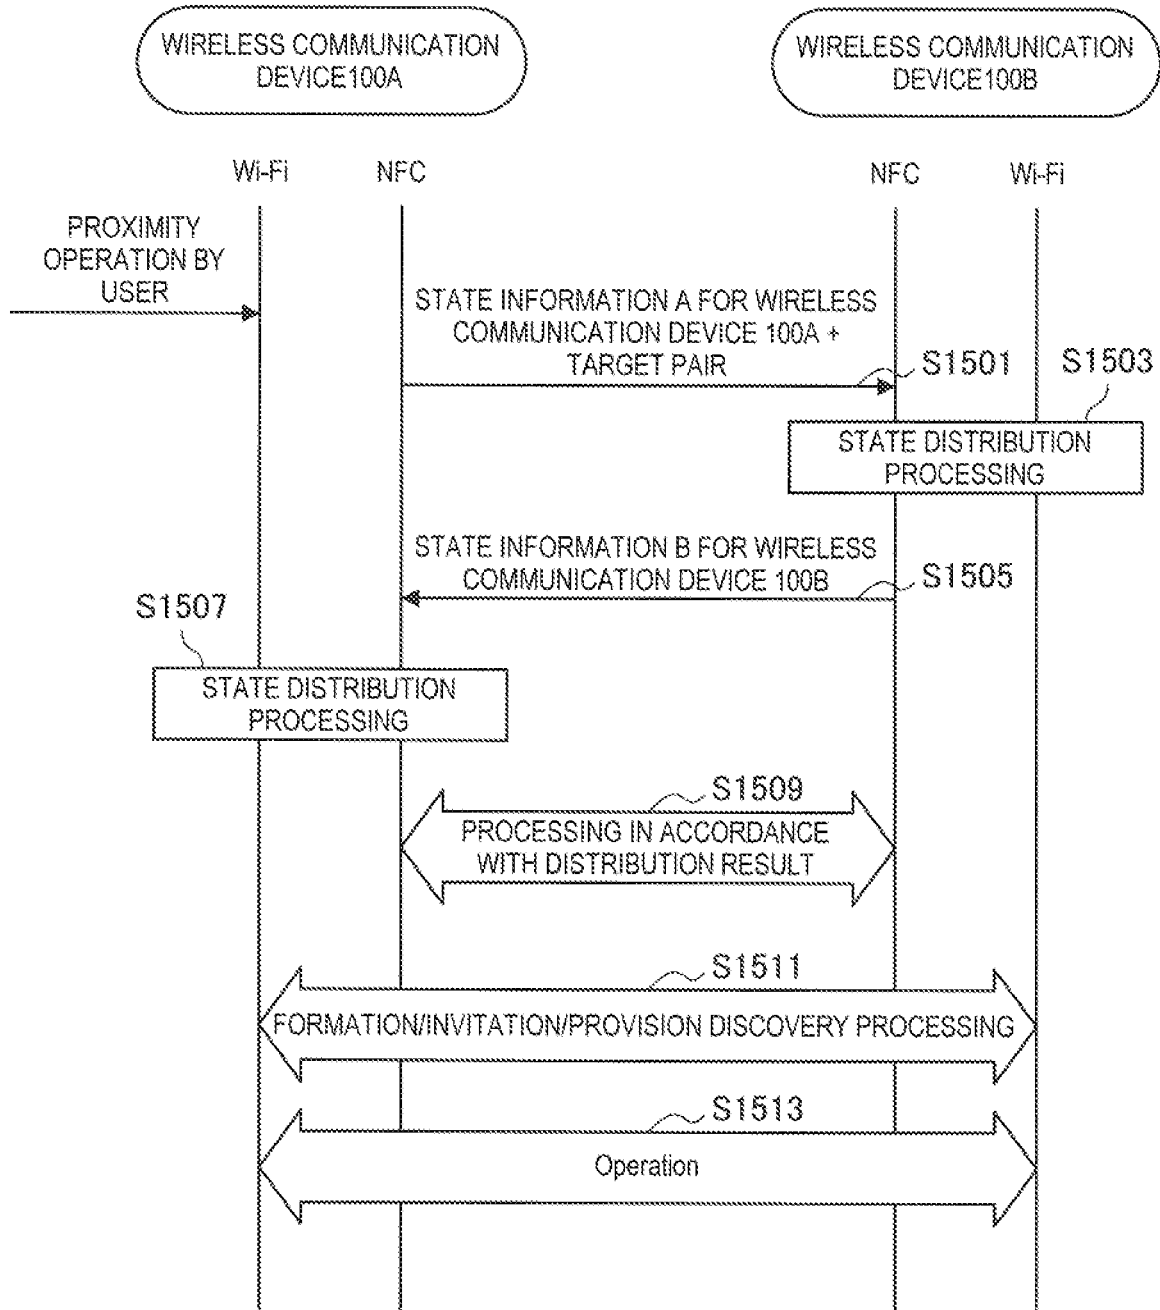 WIRELESS COMMUNICATION
DEVICE100A
WIRELESS COMMUNICATION
DEVICE100B
Wi-Fi
NFC
NFC
Wi-Fi
PROXIMITY
OPERATION BY
USER
STATE INFORMATION A FOR WIRELESS
COMMUNICATION DEVICE 100A +
TARGET PAIR
S1501
S1503
STATE DISTRIBUTION
PROCESSING
STATE INFORMATION B FOR WIRELESS
COMMUNICATION DEVICE 100B
S1505
S1507
STATE DISTRIBUTION
PROCESSING
S1509
PROCESSING IN ACCORDANCE
WITH DISTRIBUTION RESULT
S1511
FORMATION/INVITATION/PROVISION DISCOVERY PROCESSING
S1513
Operation